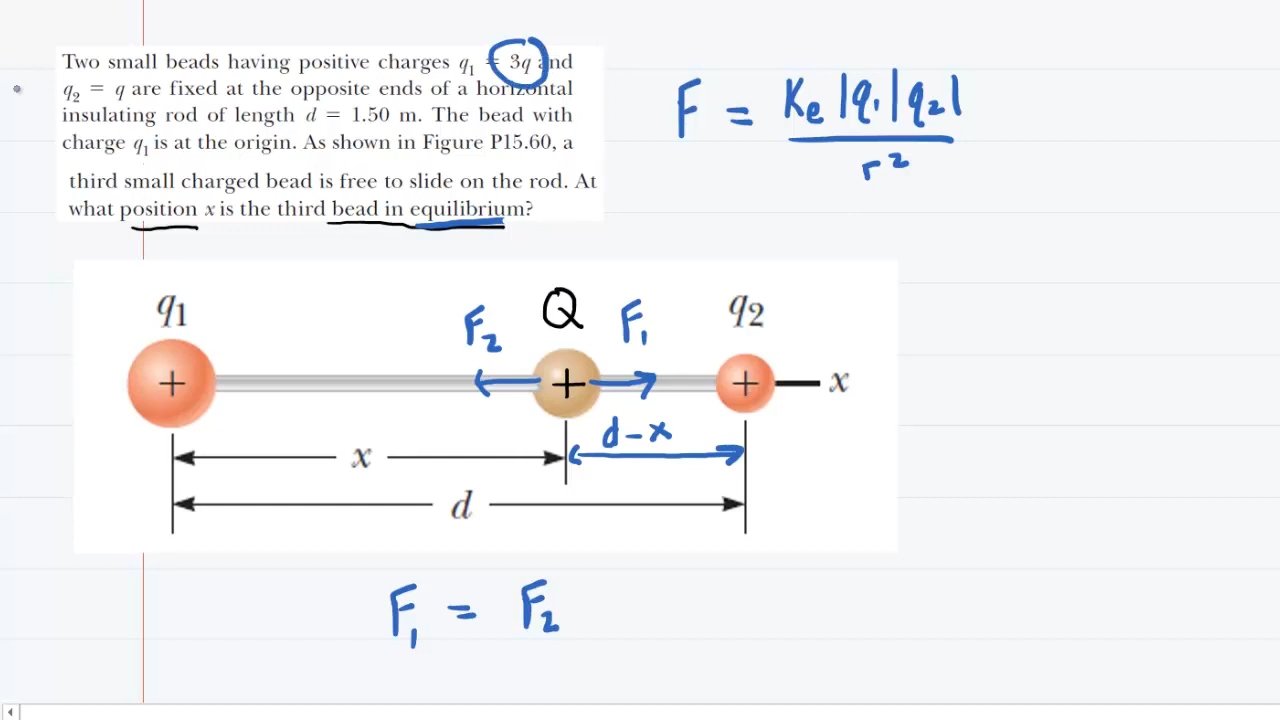 Two small beads having positive charges q1 = 3q and
q2 = q are fixed at the opposite ends of a horizontal
insulating rod of length d = 1.50 m. The bead with
charge q1 is at the origin. As shown in Figure P15.60, a
third small charged bead is free to slide on the rod. At
what position x is the third bead in equilibrium?
F = Ke |q1| |q2|
r²
q1 F2 Q F1 q2
+ + + x
d-x
x
d
F1 = F2